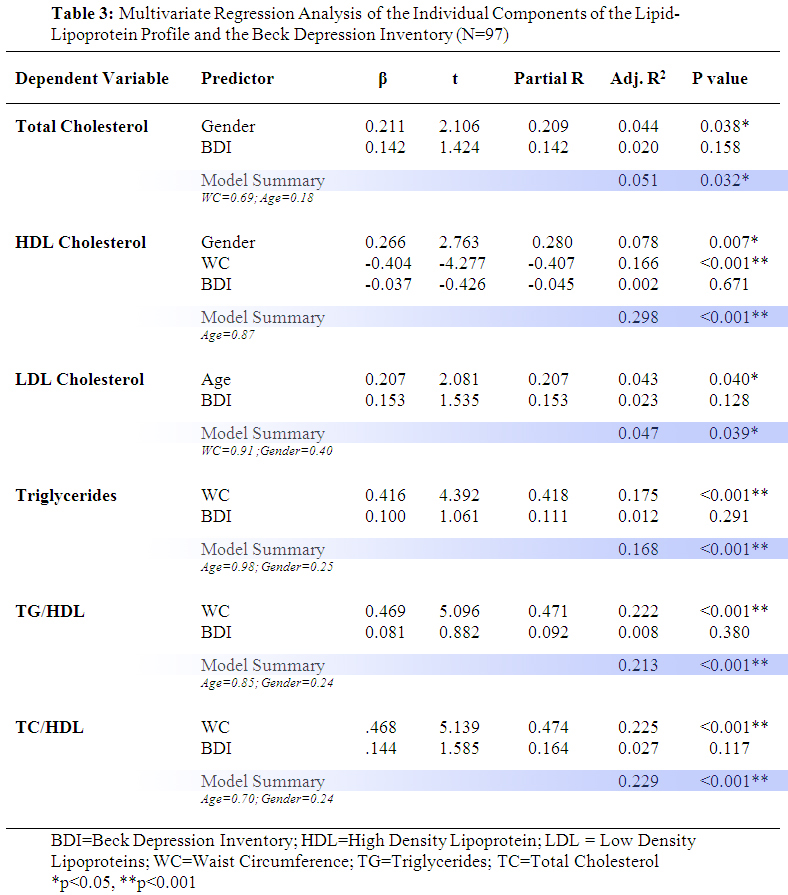 Table 3: Multivariate Regression Analysis of the Individual Components of the Lipid-
Lipoprotein Profile and the Beck Depression Inventory (N=97)
Dependent Variable Predictor β t Partial R Adj. R² P value
Total Cholesterol Gender 0.211 2.106 0.209 0.044 0.038*
BDI 0.142 1.424 0.142 0.020 0.158
Model Summary 0.051 0.032*
WC=0.69; Age=0.18
HDL Cholesterol Gender 0.266 2.763 0.280 0.078 0.007*
WC -0.404 -4.277 -0.407 0.166 <0.001**
BDI -0.037 -0.426 -0.045 0.002 0.671
Model Summary 0.298 <0.001**
Age=0.87
LDL Cholesterol Age 0.207 2.081 0.207 0.043 0.040*
BDI 0.153 1.535 0.153 0.023 0.128
Model Summary 0.047 0.039*
WC=0.91 ;Gender=0.40
Triglycerides WC 0.416 4.392 0.418 0.175 <0.001**
BDI 0.100 1.061 0.111 0.012 0.291
Model Summary 0.168 <0.001**
Age=0.98; Gender=0.25
TG/HDL WC 0.469 5.096 0.471 0.222 <0.001**
BDI 0.081 0.882 0.092 0.008 0.380
Model Summary 0.213 <0.001**
Age=0.85; Gender=0.24
TC/HDL WC .468 5.139 0.474 0.225 <0.001**
BDI .144 1.585 0.164 0.027 0.117
Model Summary 0.229 <0.001**
Age=0.70; Gender=0.24
BDI=Beck Depression Inventory; HDL=High Density Lipoprotein; LDL = Low Density
Lipoproteins; WC=Waist Circumference; TG=Triglycerides; TC=Total Cholesterol
*p<0.05, **p<0.001